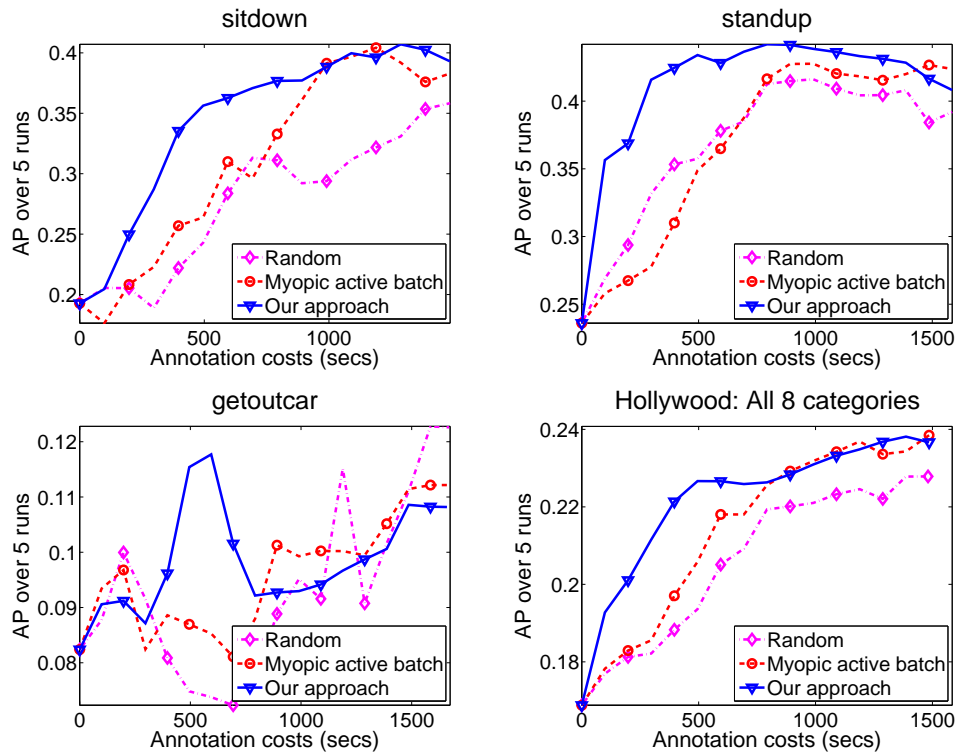 sitdown
AP over 5 runs
0.4
0.35
0.3
0.25
0.2
0
500
1000
Annotation costs (secs)
Random
Myopic active batch
Our approach
standup
AP over 5 runs
0.4
0.35
0.3
0.25
0
500
1000
1500
Annotation costs (secs)
Random
Myopic active batch
Our approach
getoutcar
AP over 5 runs
0.12
0.11
0.1
0.09
0.08
0
500
1000
1500
Annotation costs (secs)
Random
Myopic active batch
Our approach
Hollywood: All 8 categories
AP over 5 runs
0.24
0.22
0.2
0.18
0
500
1000
1500
Annotation costs (secs)
Random
Myopic active batch
Our approach